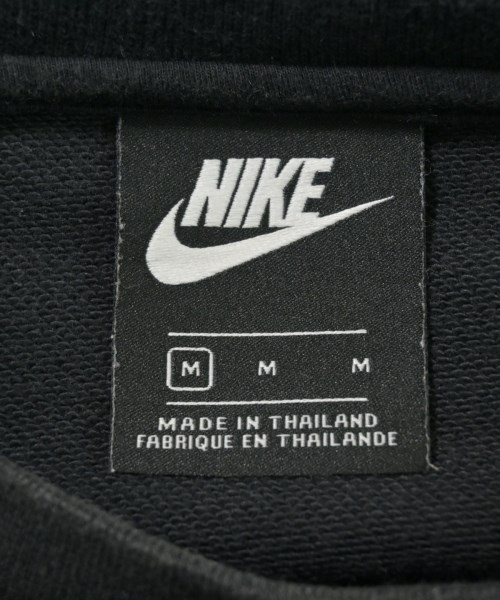 NIKE
M M M
MADE IN THAILAND
FABRIQUE EN THAILANDE